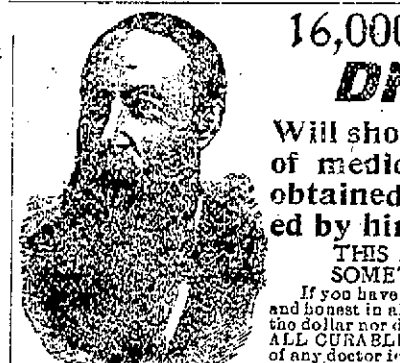 16,000
DR
Will sho
of medic
obtained
ed by hi
THIS
SOMET
If you have
and honest in a
the dollar nor d
ALL CURABL
of any doctor i